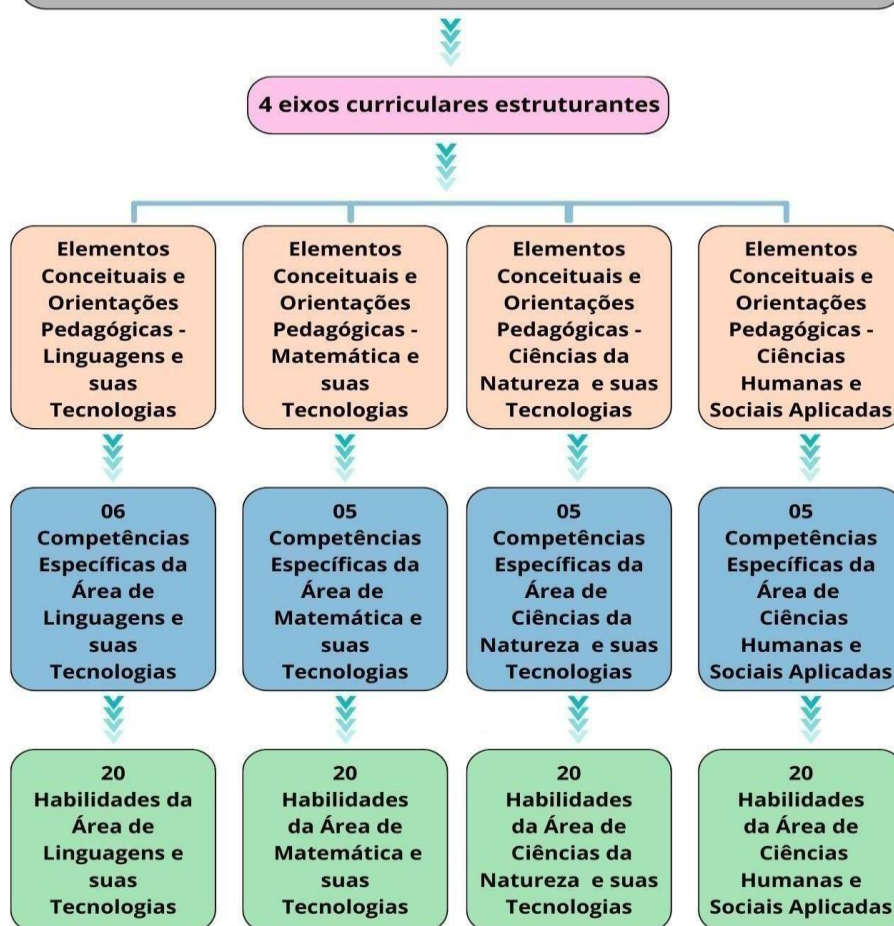 4 eixos curriculares estruturantes
Elementos
Conceituais e
Orientações
Pedagógicas -
Linguagens e
suas
Tecnologias
Elementos
Conceituais e
Orientações
Pedagógicas -
Matemática e
suas
Tecnologias
Elementos
Conceituais e
Orientações
Pedagógicas -
Ciências da
Natureza e suas
Tecnologias
Elementos
Conceituais e
Orientações
Pedagógicas -
Ciências
Humanas e
Sociais Aplicadas
06
Competências
Específicas da
Área de
Linguagens e
suas
Tecnologias
05
Competências
Específicas da
Área de
Matemática e
suas
Tecnologias
05
Competências
Específicas da
Área de
Ciências da
Natureza e suas
Tecnologias
05
Competências
Específicas da
Área de
Ciências
Humanas e
Sociais Aplicadas
20
Habilidades da
Área de
Linguagens e
suas
Tecnologias
20
Habilidades
da Área de
Matemática e
suas
Tecnologias
20
Habilidades
da Área de
Ciências da
Natureza e suas
Tecnologias
20
Habilidades
da Área de
Ciências
Humanas e
Sociais Aplicadas